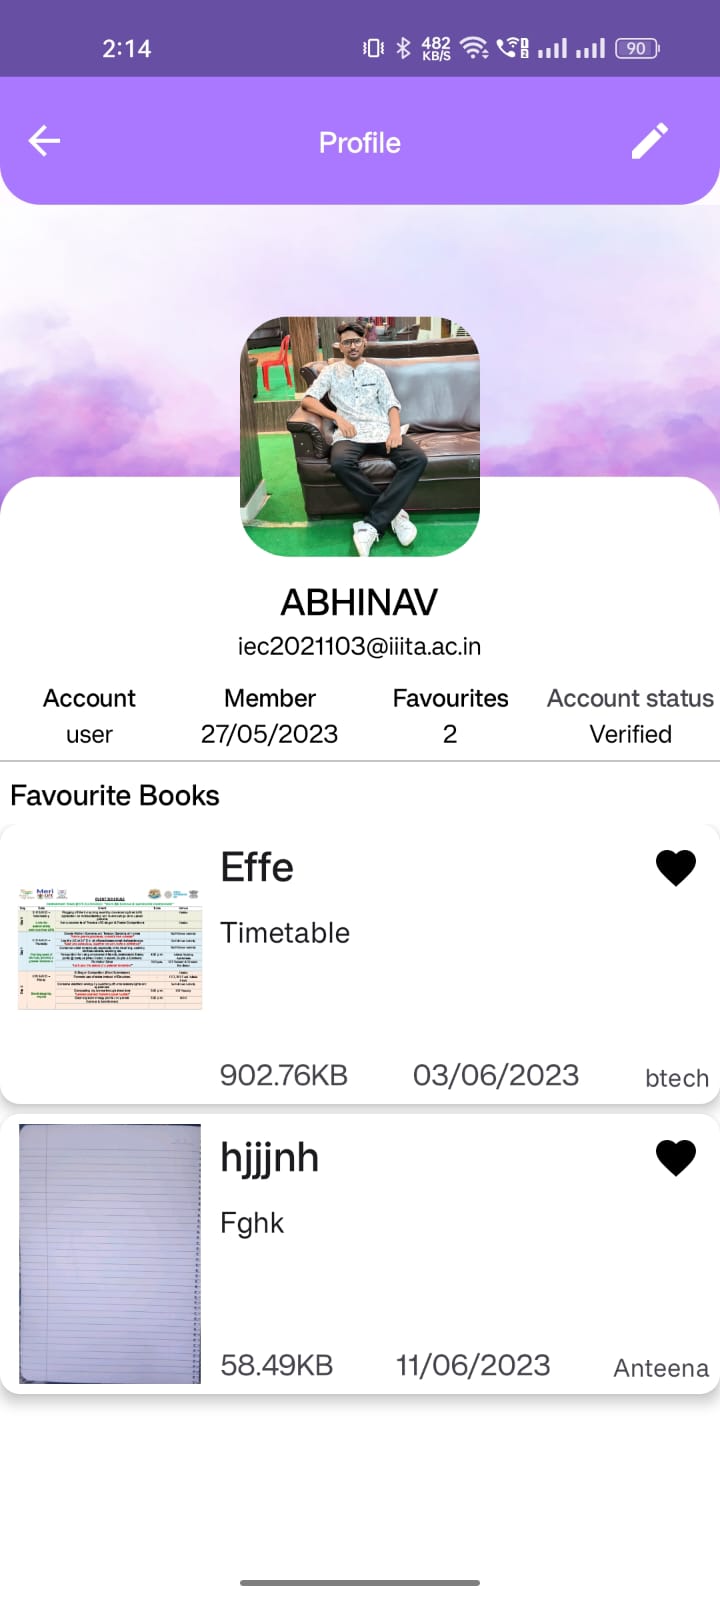 2:14
482 KB/S
90
Profile
ABHINAV
iec2021103@iiita.ac.in
Account Member Favourites Account status
user 27/05/2023 2 Verified
Favourite Books
Effe
Timetable
902.76KB 03/06/2023 btech
hjjjnh
Fghk
58.49KB 11/06/2023 Anteena